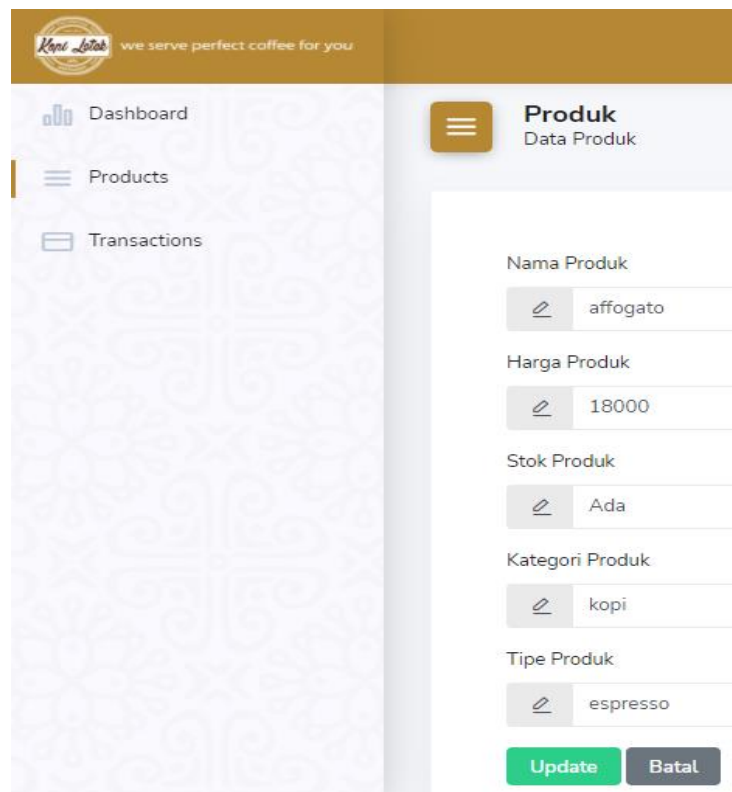 Kopi Lotak
we serve perfect coffee for you
Dashboard
Products
Transactions
Produk
Data Produk
Nama Produk
affogato
Harga Produk
18000
Stok Produk
Ada
Kategori Produk
kopi
Tipe Produk
espresso
Update
Batal